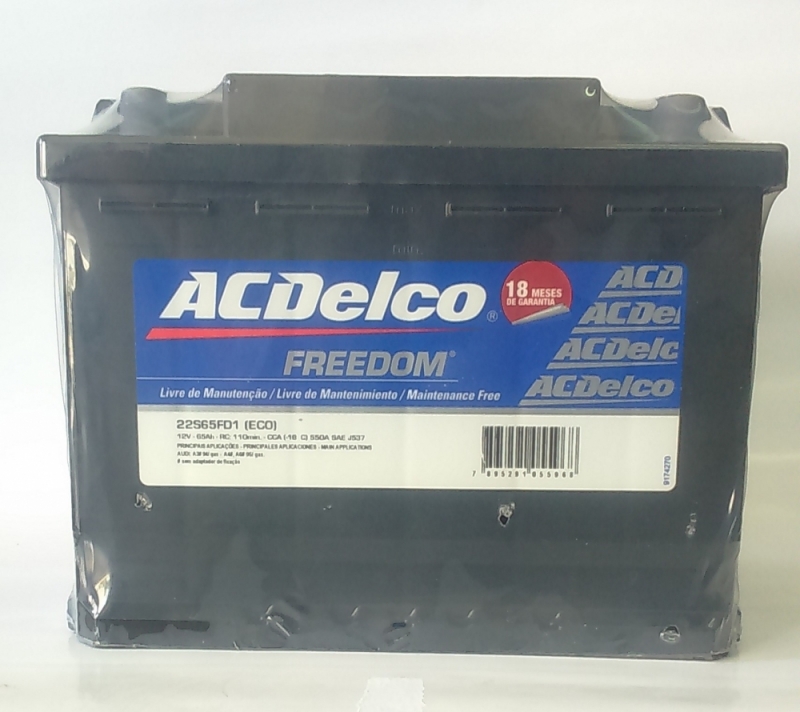 ACDelco®
18 MESES
DE GARANTIA
ACD
ACDel
ACDelc
ACDelco
FREEDOM®
Livre de Manutenção / Livre de Mantenimiento / Maintenance Free
22S65FD1 (ECO)
12V - 65Ah - RC: 110min. - CCA (-18 C) 550A SAE J537
PRINCIPAIS APLICAÇÕES - PRINCIPALES APLICACIONES - MAIN APPLICATIONS
9174270